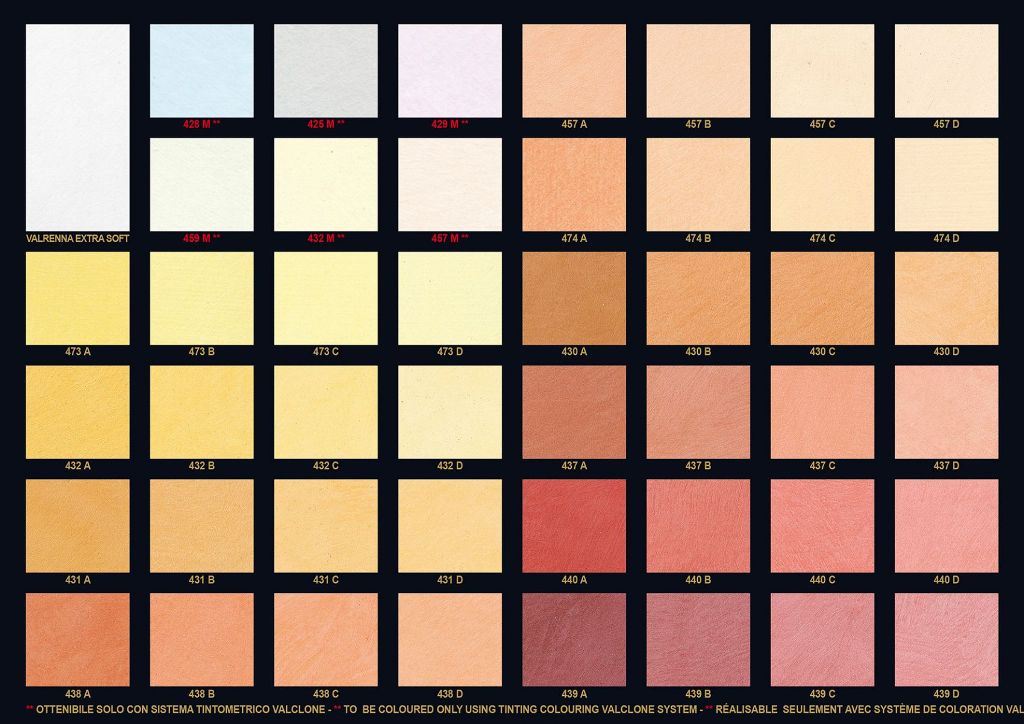 428 M ** 425 M ** 429 M ** 457 A 457 B 457 C 457 D
VALRENNA EXTRA SOFT 459 M ** 432 M ** 457 M ** 474 A 474 B 474 C 474 D
473 A 473 B 473 C 473 D 430 A 430 B 430 C 430 D
432 A 432 B 432 C 432 D 437 A 437 B 437 C 437 D
431 A 431 B 431 C 431 D 440 A 440 B 440 C 440 D
438 A 438 B 438 C 438 D 439 A 439 B 439 C 439 D
** OTTENIBILE SOLO CON SISTEMA TINTOMETRICO VALCLONE - ** TO BE COLOURED ONLY USING TINTING COLOURING VALCLONE SYSTEM - ** RÉALISABLE SEULEMENT AVEC SYSTÈME DE COLORATION VAL